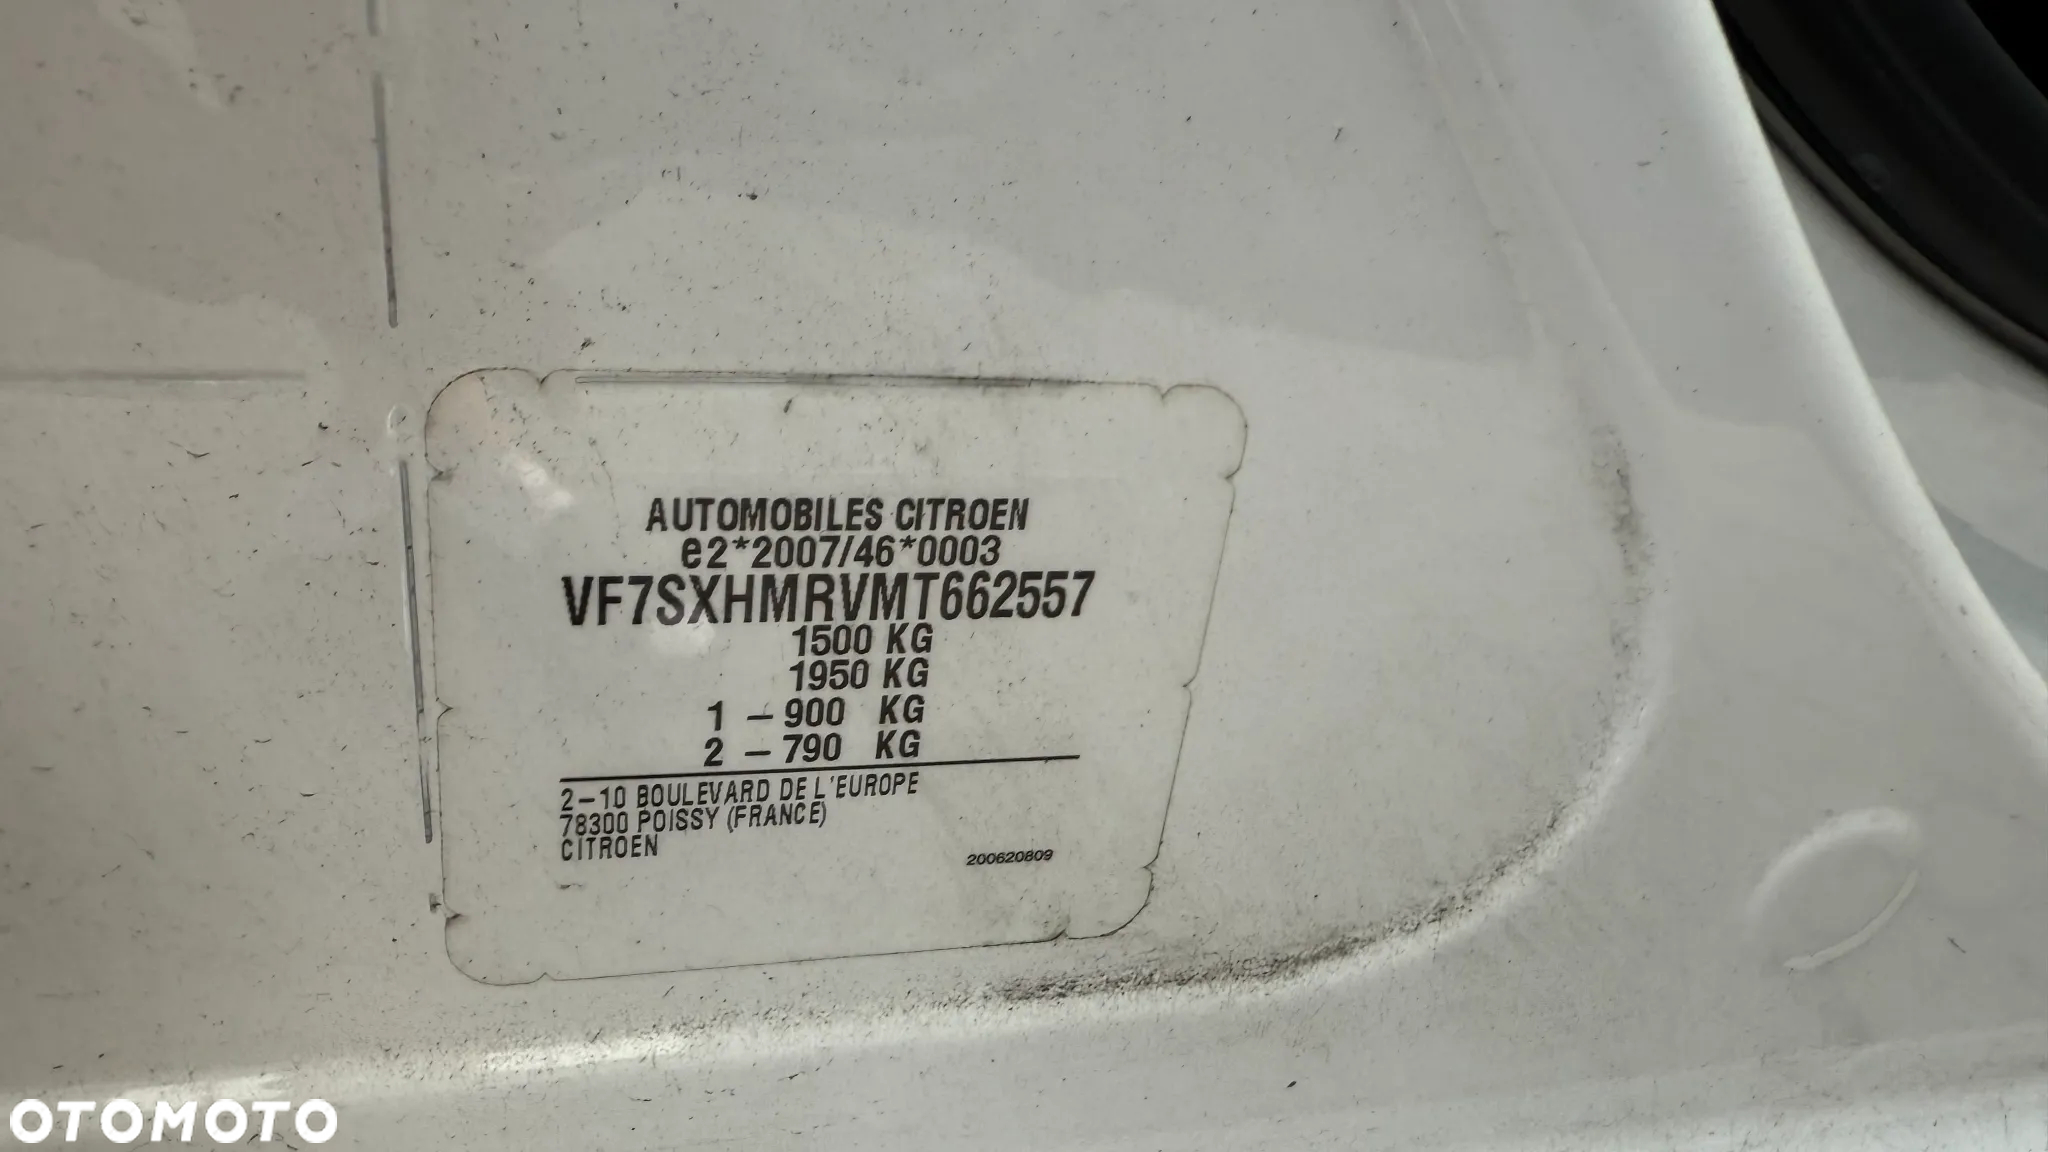 AUTOMOBILES CITROEN
e2*2007/46*0003
VF7SXHMRVMT662557
1500 KG
1950 KG
1 – 900 KG
2 – 790 KG
2–10 BOULEVARD DE L'EUROPE
78300 POISSY (FRANCE)
CITROEN
200620809
OTOMOTO